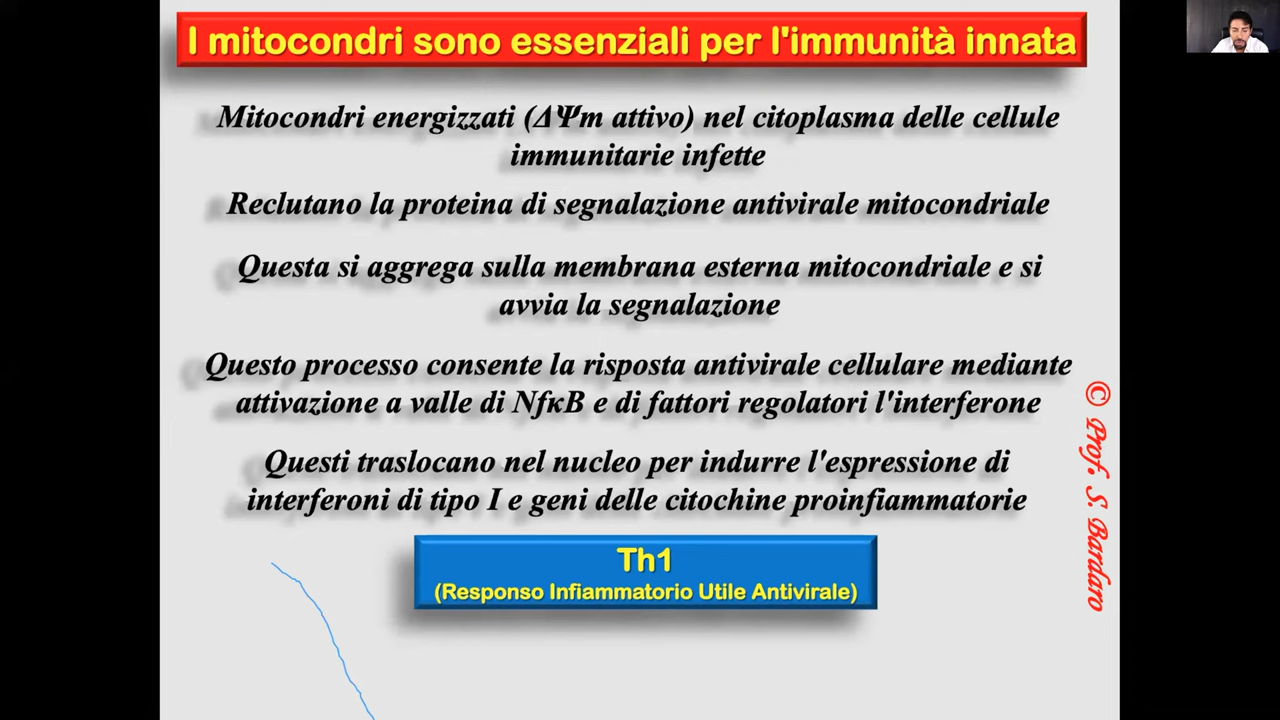 I mitocondri sono essenziali per l'immunità innata
Mitocondri energizzati (ΔΨm attivo) nel citoplasma delle cellule
immunitarie infette
Reclutano la proteina di segnalazione antivirale mitocondriale
Questa si aggrega sulla membrana esterna mitocondriale e si
avvia la segnalazione
Questo processo consente la risposta antivirale cellulare mediante
attivazione a valle di NfκB e di fattori regolatori l'interferone
Questi traslocano nel nucleo per indurre l'espressione di
interferoni di tipo I e geni delle citochine proinfiammatorie
Th1
(Responso Infiammatorio Utile Antivirale)
© Prof. S. Bardaro